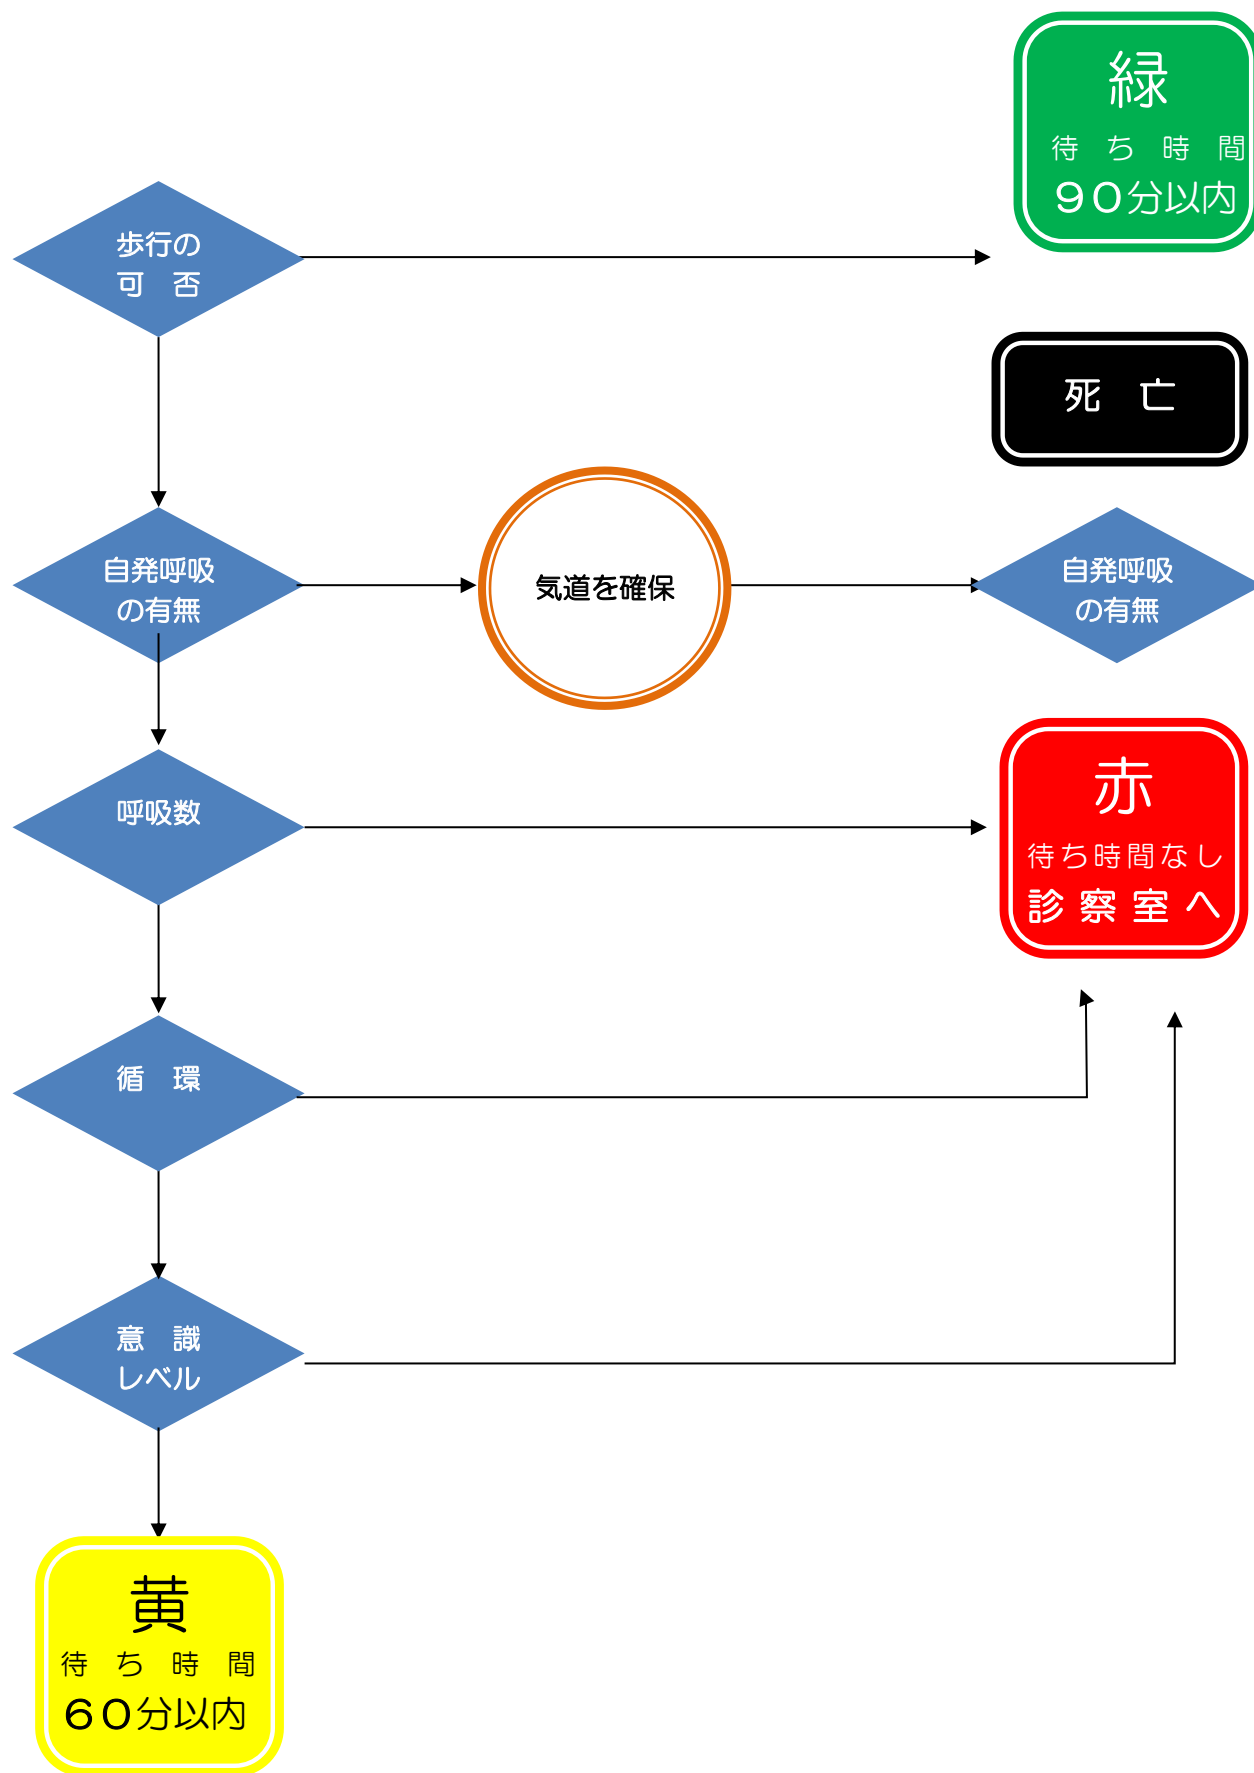 緑
待ち時間
90分以内
歩行の
可否
死亡
自発呼吸
の有無
気道を確保
自発呼吸
の有無
呼吸数
赤
待ち時間なし
診察室へ
循環
意識
レベル
黄
待ち時間
60分以内